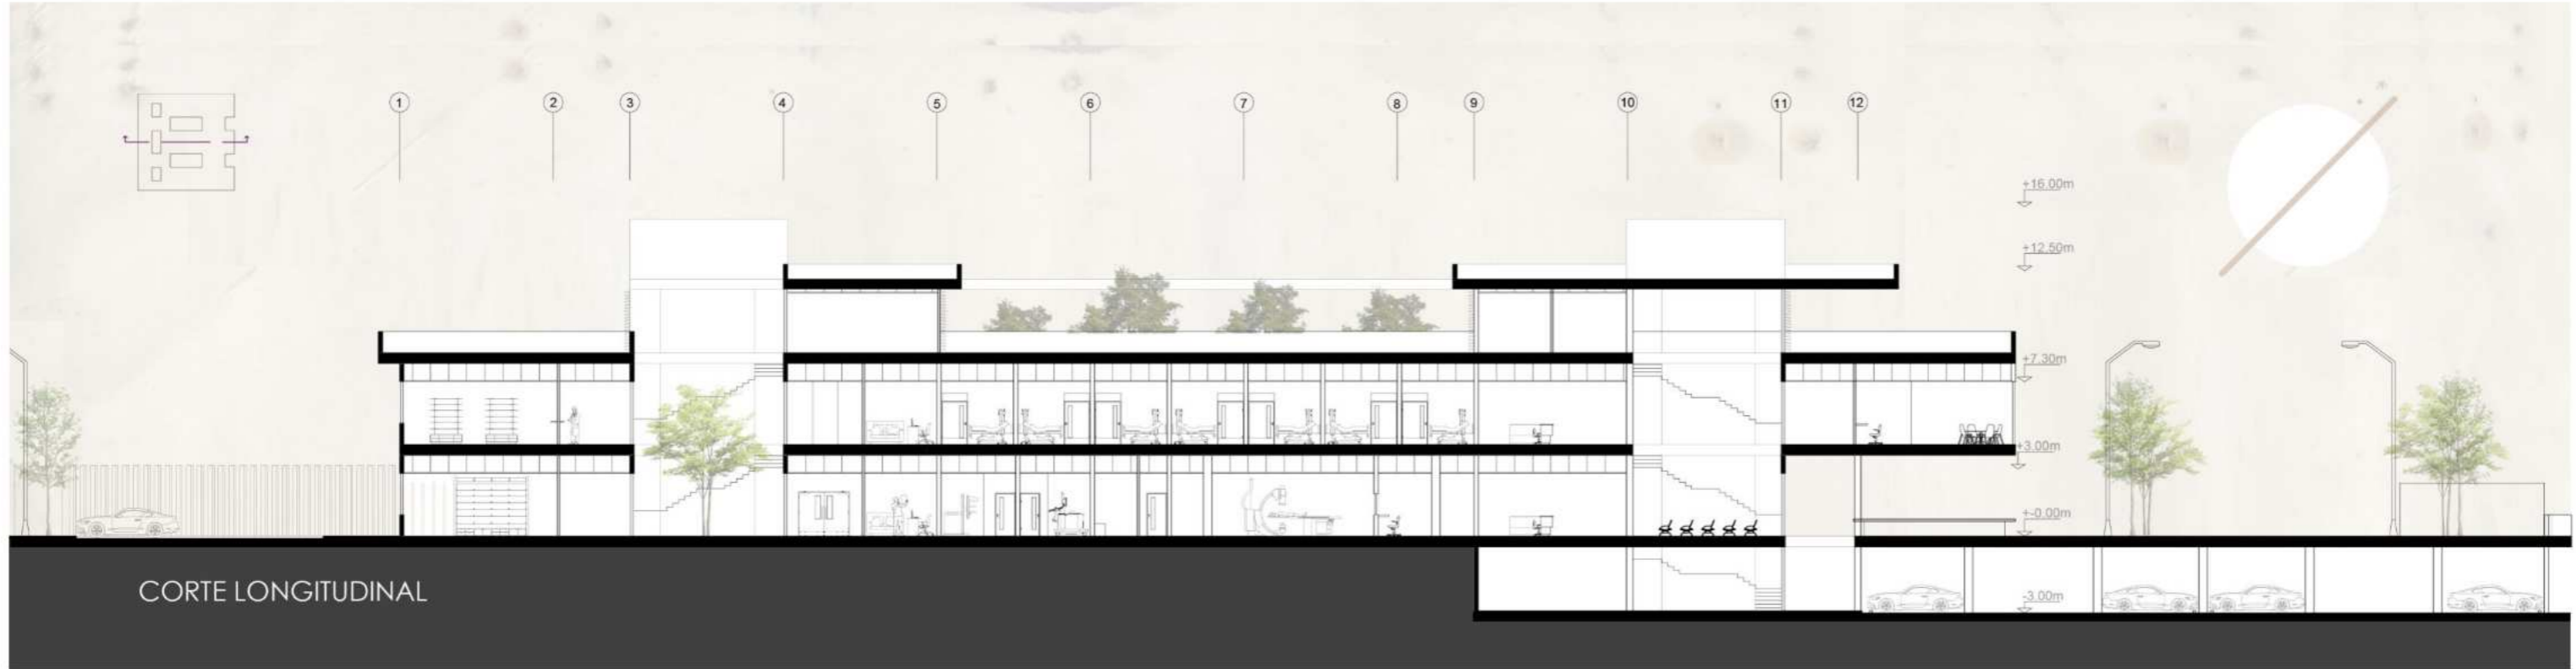 1 2 3 4 5 6 7 8 9 10 11 12
+16.00m
+12.50m
+7.30m
+3.00m
+-0.00m
-3.00m
CORTE LONGITUDINAL